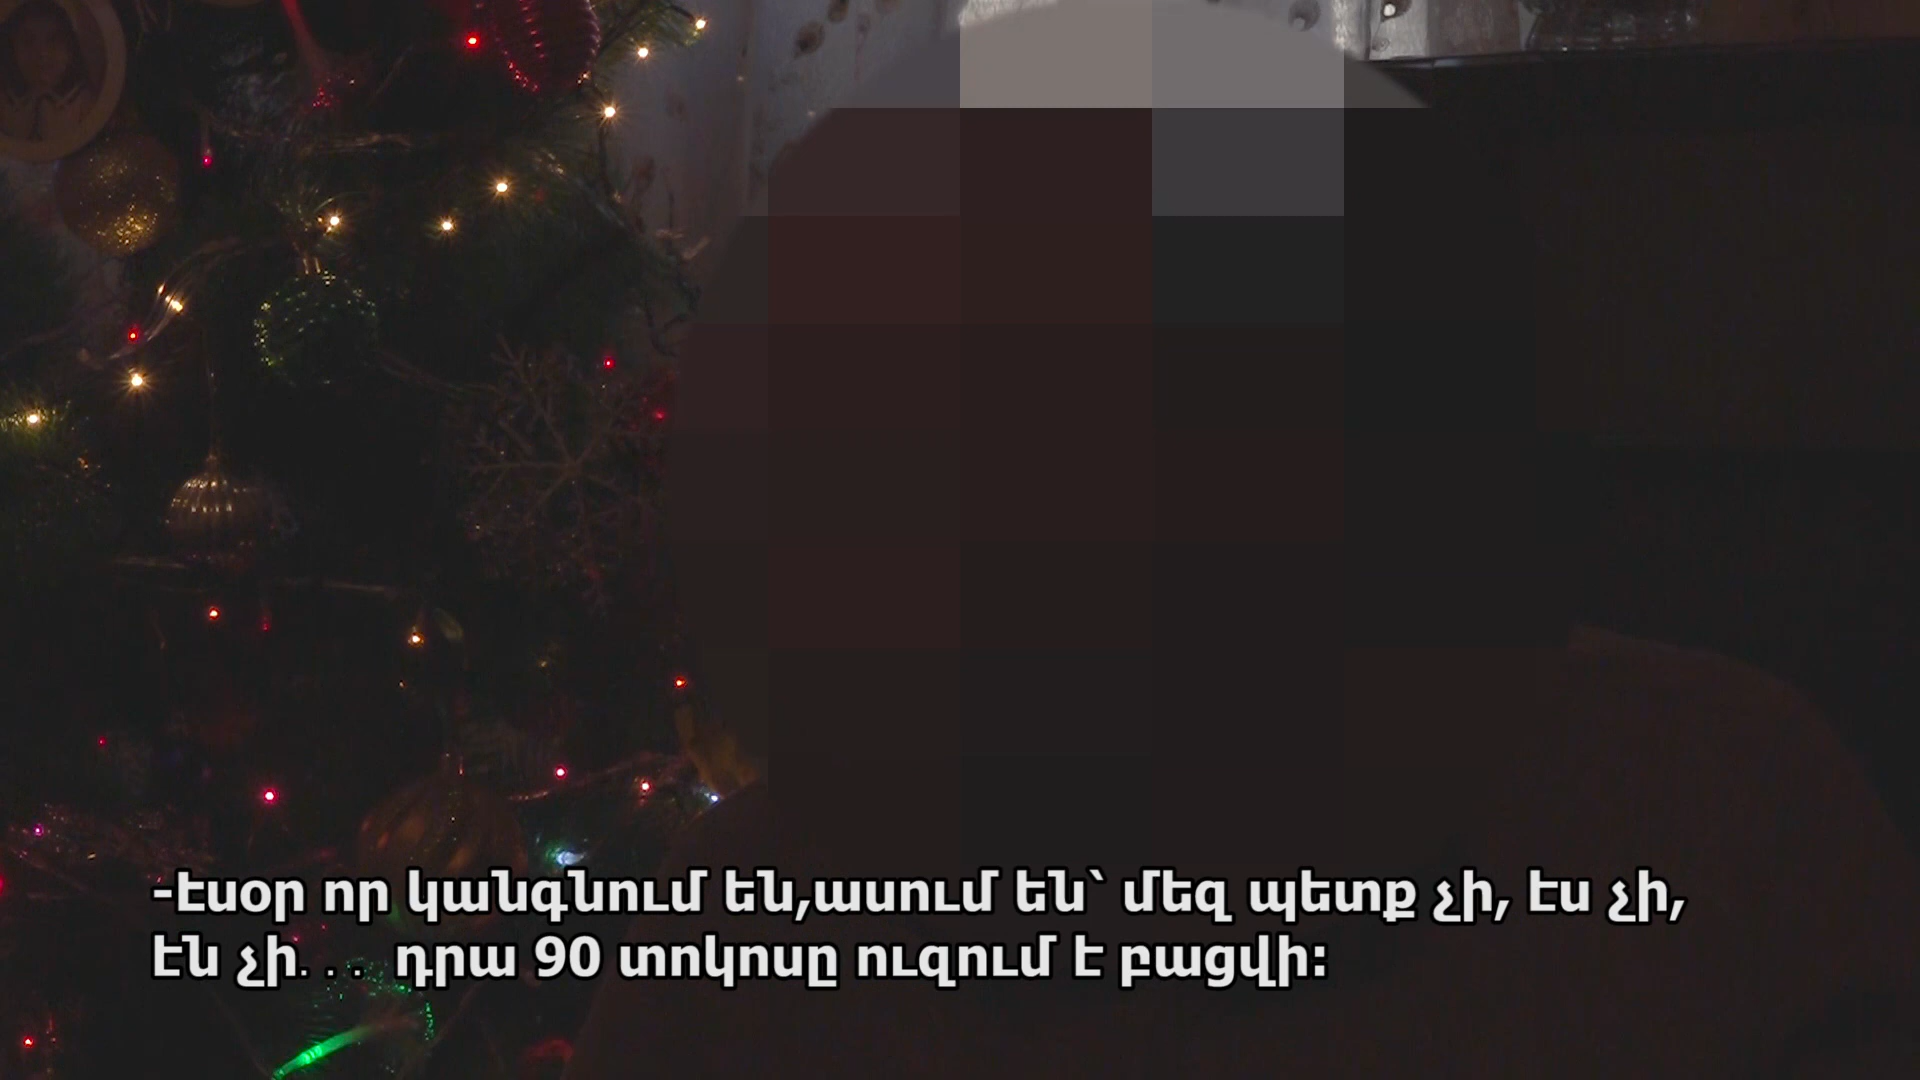 -Էսօր որ կանգնում են,ասում են՝ մեզ պետք չի, էս չի,
էն չի. . . դրա 90 տոկոսը ուզում է բացվի: